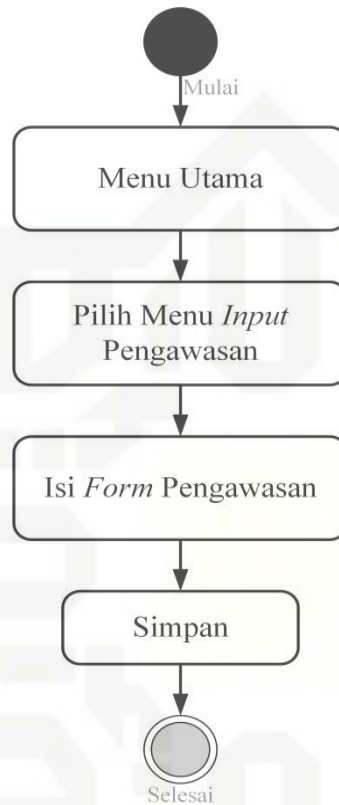 Mulai
Menu Utama
Pilih Menu Input
Pengawasan
Isi Form Pengawasan
Simpan
Selesai